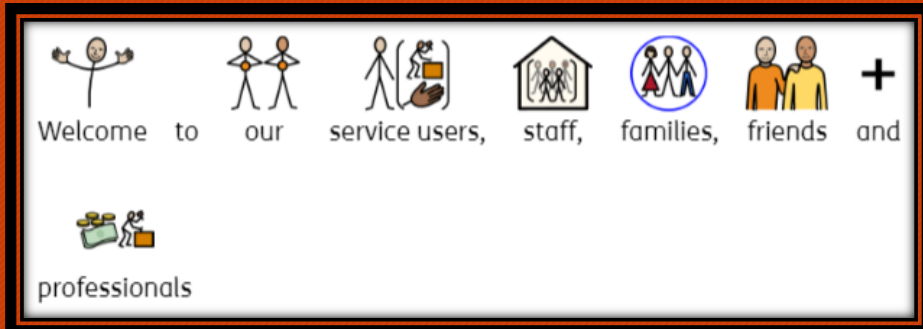 Welcome to our service users, staff, families, friends and
professionals